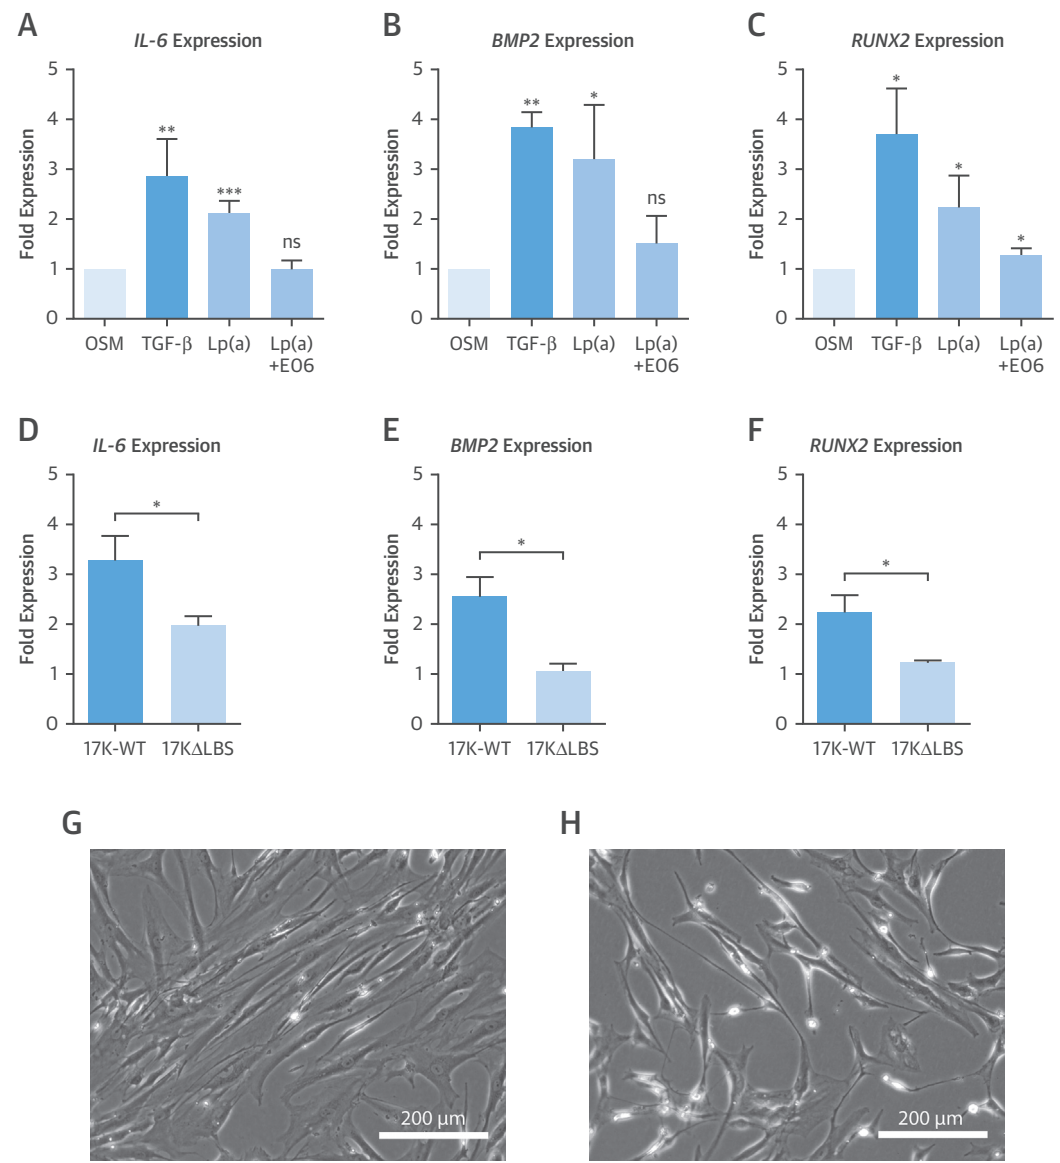 A
IL-6 Expression
Fold Expression
5
4
3
2
1
0
**
***
ns
OSM
TGF-β
Lp(a)
Lp(a)
+E06
B
BMP2 Expression
Fold Expression
5
4
3
2
1
0
**
*
ns
OSM
TGF-β
Lp(a)
Lp(a)
+E06
C
RUNX2 Expression
Fold Expression
5
4
3
2
1
0
*
*
*
OSM
TGF-β
Lp(a)
Lp(a)
+E06
D
IL-6 Expression
Fold Expression
5
4
3
2
1
0
*
17K-WT
17KΔLBS
E
BMP2 Expression
Fold Expression
5
4
3
2
1
0
*
17K-WT
17KΔLBS
F
RUNX2 Expression
Fold Expression
5
4
3
2
1
0
*
17K-WT
17KΔLBS
G
200 µm
H
200 µm